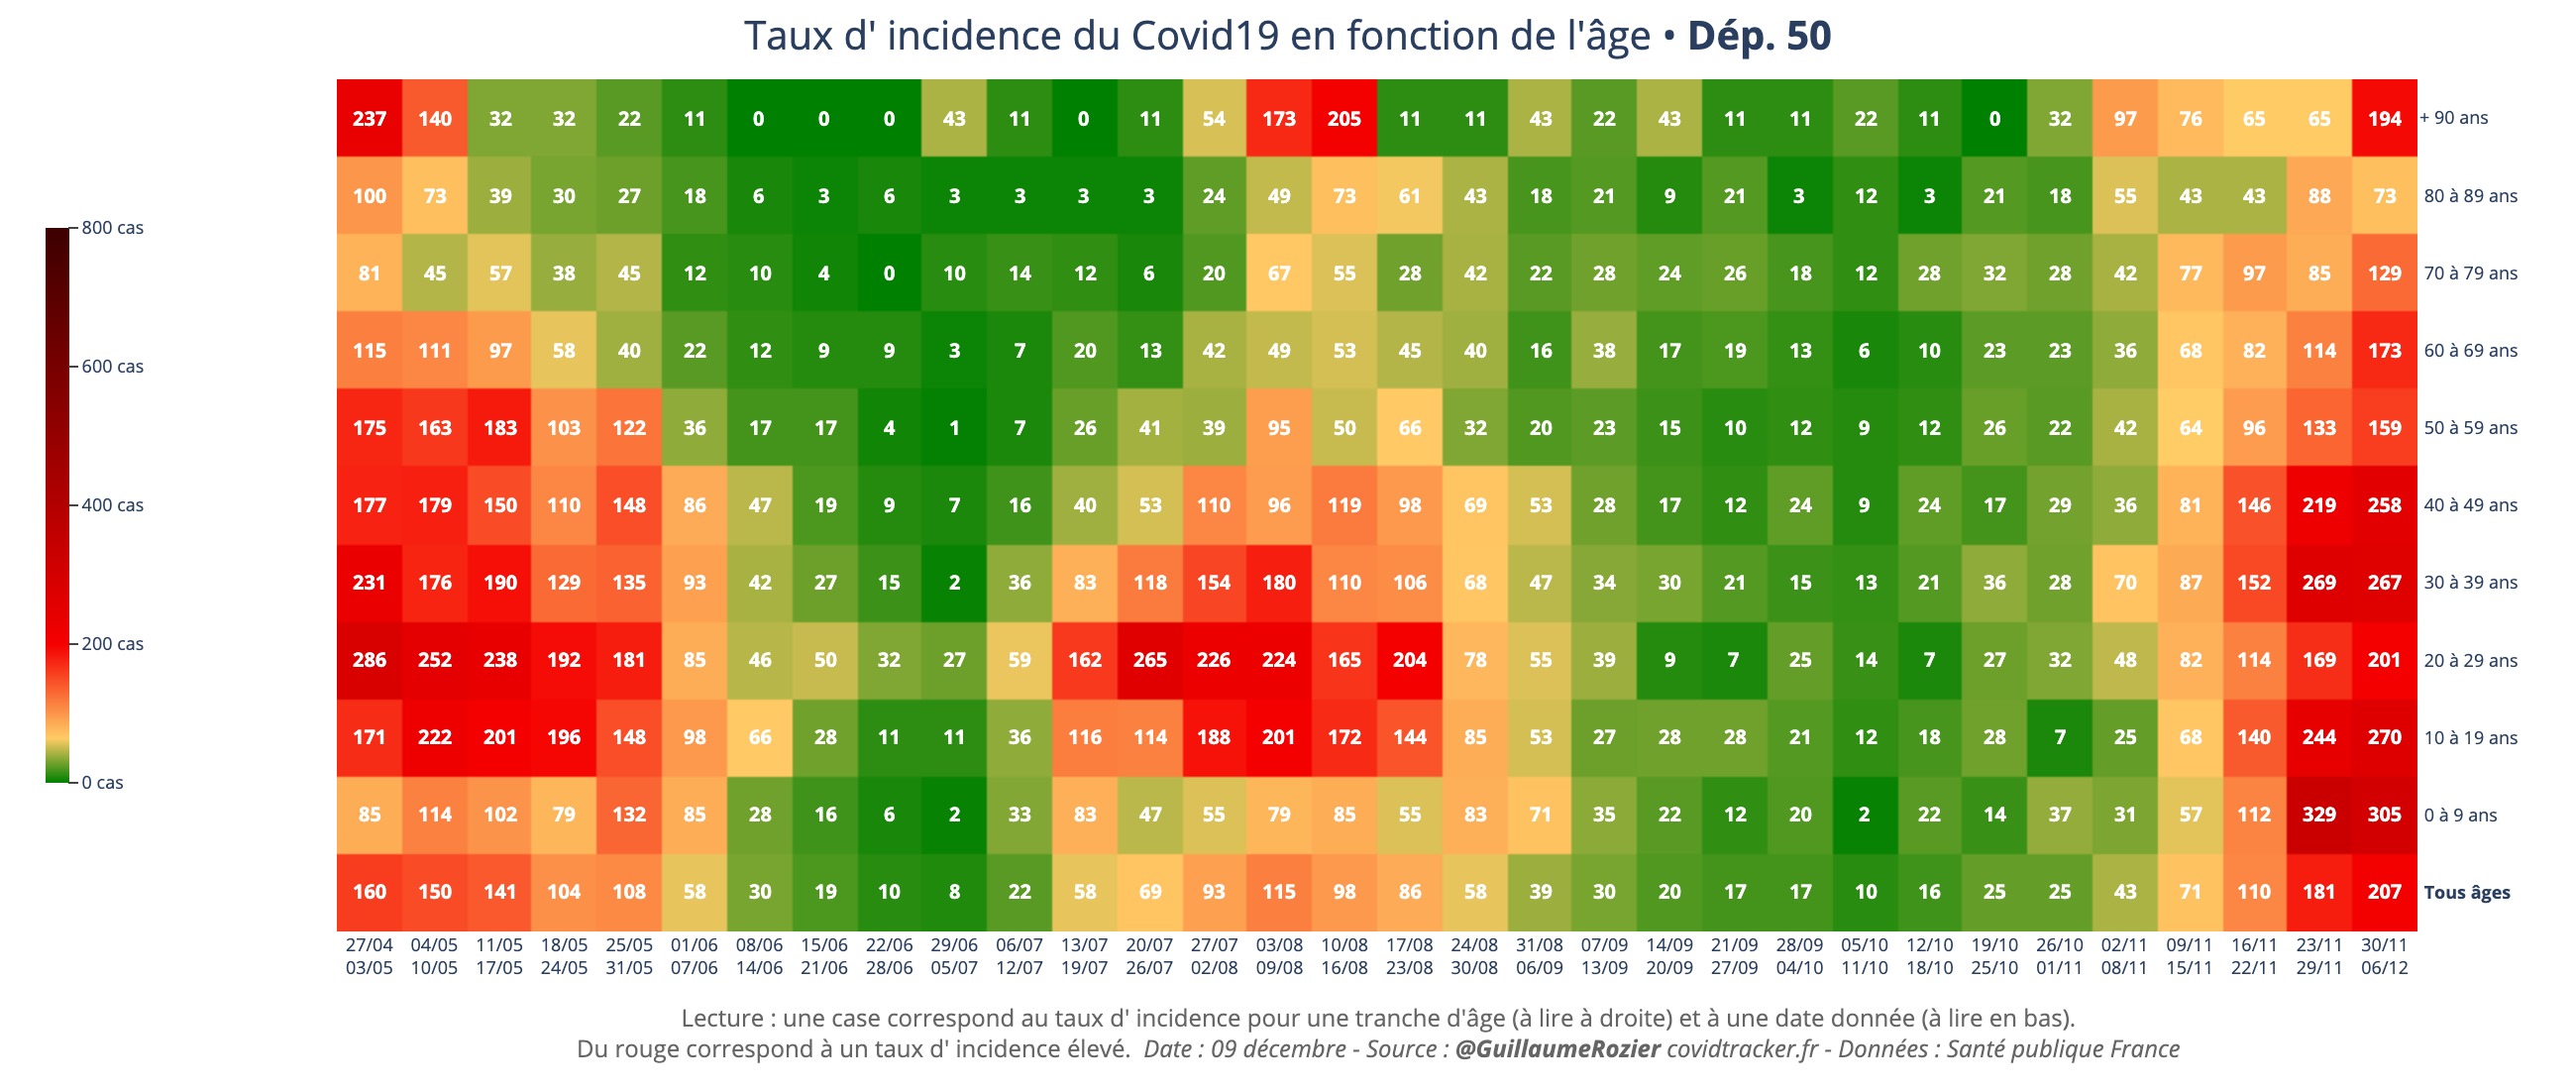 Taux d' incidence du Covid19 en fonction de l'âge • Dép. 50
237 140 32 32 22 11 0 0 0 43 11 0 11 54 173 205 11 11 43 22 43 11 11 22 11 0 32 97 76 65 65 194 + 90 ans
100 73 39 30 27 18 6 3 6 3 3 3 3 24 49 73 61 43 18 21 9 21 3 12 3 21 18 55 43 43 88 73 80 à 89 ans
800 cas
81 45 57 38 45 12 10 4 0 10 14 12 6 20 67 55 28 42 22 28 24 26 18 12 28 32 28 42 77 97 85 129 70 à 79 ans
115 111 97 58 40 22 12 9 9 3 7 20 13 42 49 53 45 40 16 38 17 19 13 6 10 23 23 36 68 82 114 173 60 à 69 ans
600 cas
175 163 183 103 122 36 17 17 4 1 7 26 41 39 95 50 66 32 20 23 15 10 12 9 12 26 22 42 64 96 133 159 50 à 59 ans
400 cas
177 179 150 110 148 86 47 19 9 7 16 40 53 110 96 119 98 69 53 28 17 12 24 9 24 17 29 36 81 146 219 258 40 à 49 ans
231 176 190 129 135 93 42 27 15 2 36 83 118 154 180 110 106 68 47 34 30 21 15 13 21 36 28 70 87 152 269 267 30 à 39 ans
200 cas
286 252 238 192 181 85 46 50 32 27 59 162 265 226 224 165 204 78 55 39 9 7 25 14 7 27 32 48 82 114 169 201 20 à 29 ans
171 222 201 196 148 98 66 28 11 11 36 116 114 188 201 172 144 85 53 27 28 28 21 12 18 28 7 25 68 140 244 270 10 à 19 ans
0 cas
85 114 102 79 132 85 28 16 6 2 33 83 47 55 79 85 55 83 71 35 22 12 20 2 22 14 37 31 57 112 329 305 0 à 9 ans
160 150 141 104 108 58 30 19 10 8 22 58 69 93 115 98 86 58 39 30 20 17 17 10 16 25 25 43 71 110 181 207 Tous âges
27/04 04/05 11/05 18/05 25/05 01/06 08/06 15/06 22/06 29/06 06/07 13/07 20/07 27/07 03/08 10/08 17/08 24/08 31/08 07/09 14/09 21/09 28/09 05/10 12/10 19/10 26/10 02/11 09/11 16/11 23/11 30/11
03/05 10/05 17/05 24/05 31/05 07/06 14/06 21/06 28/06 05/07 12/07 19/07 26/07 02/08 09/08 16/08 23/08 30/08 06/09 13/09 20/09 27/09 04/10 11/10 18/10 25/10 01/11 08/11 15/11 22/11 29/11 06/12
Lecture : une case correspond au taux d' incidence pour une tranche d'âge (à lire à droite) et à une date donnée (à lire en bas).
Du rouge correspond à un taux d' incidence élevé. Date : 09 décembre - Source : @GuillaumeRozier covidtracker.fr - Données : Santé publique France